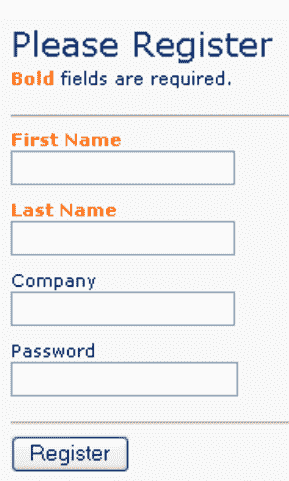 Please Register
Bold fields are required.
First Name
Last Name
Company
Password
Register